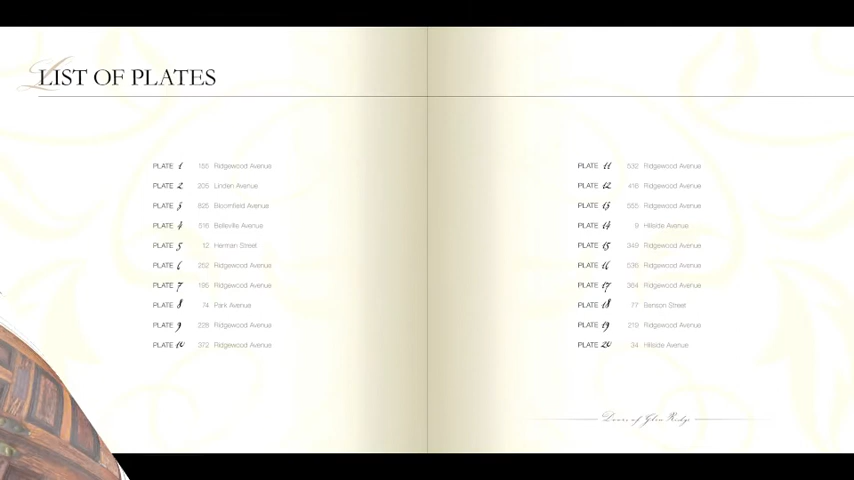 LIST OF PLATES
PLATE 1 155 Ridgewood Avenue
PLATE 2 205 Linden Avenue
PLATE 3 825 Bloomfield Avenue
PLATE 4 516 Belleville Avenue
PLATE 5 12 Herman Street
PLATE 6 252 Ridgewood Avenue
PLATE 7 195 Ridgewood Avenue
PLATE 8 74 Park Avenue
PLATE 9 228 Ridgewood Avenue
PLATE 10 372 Ridgewood Avenue
PLATE 11 532 Ridgewood Avenue
PLATE 12 416 Ridgewood Avenue
PLATE 13 555 Ridgewood Avenue
PLATE 14 9 Hillside Avenue
PLATE 15 349 Ridgewood Avenue
PLATE 16 536 Ridgewood Avenue
PLATE 17 364 Ridgewood Avenue
PLATE 18 77 Benson Street
PLATE 19 219 Ridgewood Avenue
PLATE 20 34 Hillside Avenue
Doors of Glen Ridge